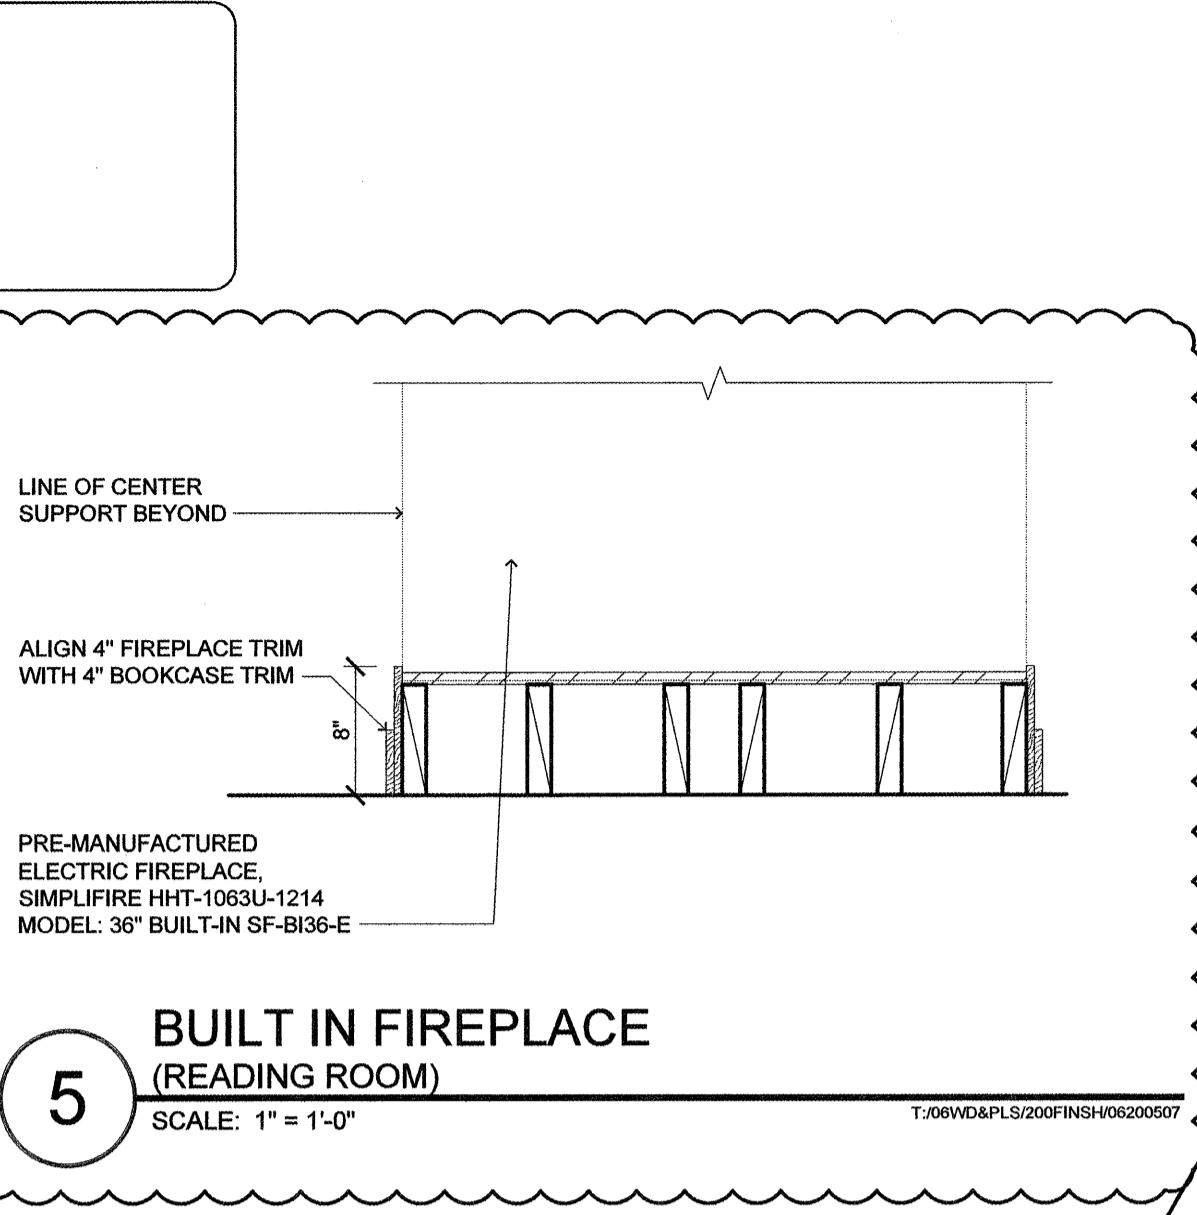 LINE OF CENTER
SUPPORT BEYOND
ALIGN 4" FIREPLACE TRIM
WITH 4" BOOKCASE TRIM
8"
PRE-MANUFACTURED
ELECTRIC FIREPLACE,
SIMPLIFIRE HHT-1063U-1214
MODEL: 36" BUILT-IN SF-BI36-E
5
BUILT IN FIREPLACE
(READING ROOM)
SCALE: 1" = 1'-0"
T:/06WD&PLS/200FINSH/06200507